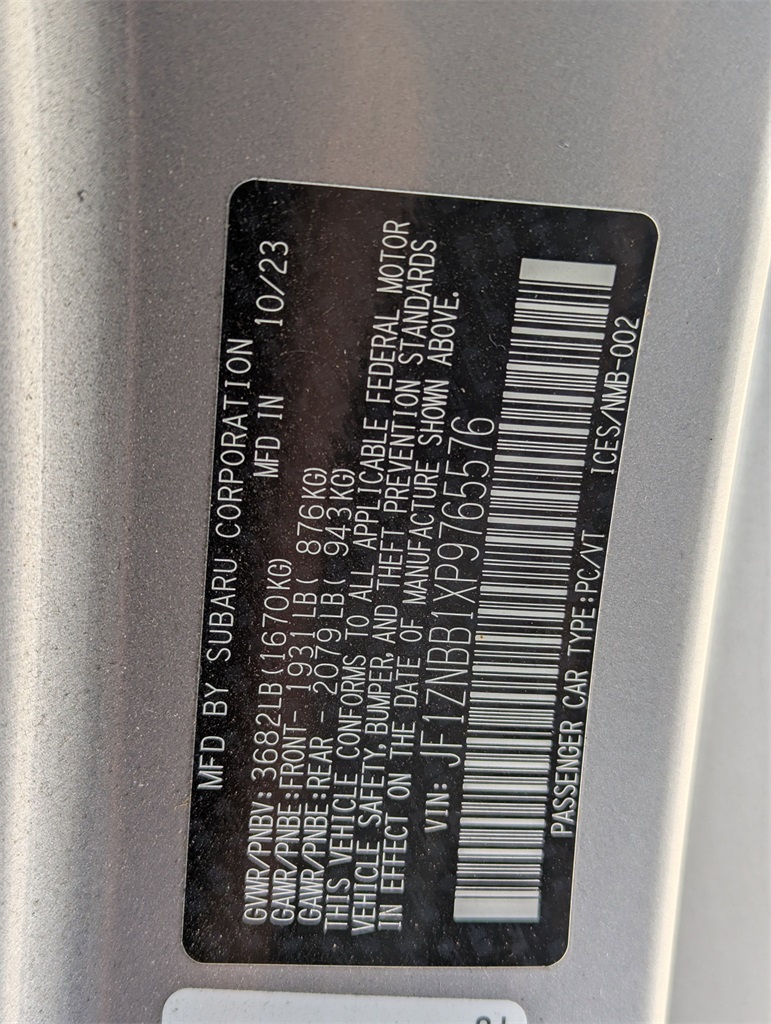 MFD BY SUBARU CORPORATION
MFD IN 10/23
GVWR/PNBV: 3682LB(1670KG)
GAWR/PNBE:FRONT- 1931LB( 876KG)
GAWR/PNBE:REAR - 2079LB( 943KG)
THIS VEHICLE CONFORMS TO ALL APPLICABLE FEDERAL MOTOR
VEHICLE SAFETY,BUMPER, AND THEFT PREVENTION STANDARDS
IN EFFECT ON THE DATE OF MANUFACTURE SHOWN ABOVE.
VIN: JF1ZNBB1XP9765576
PASSENGER CAR TYPE:PC/VT ICES/NMB-002